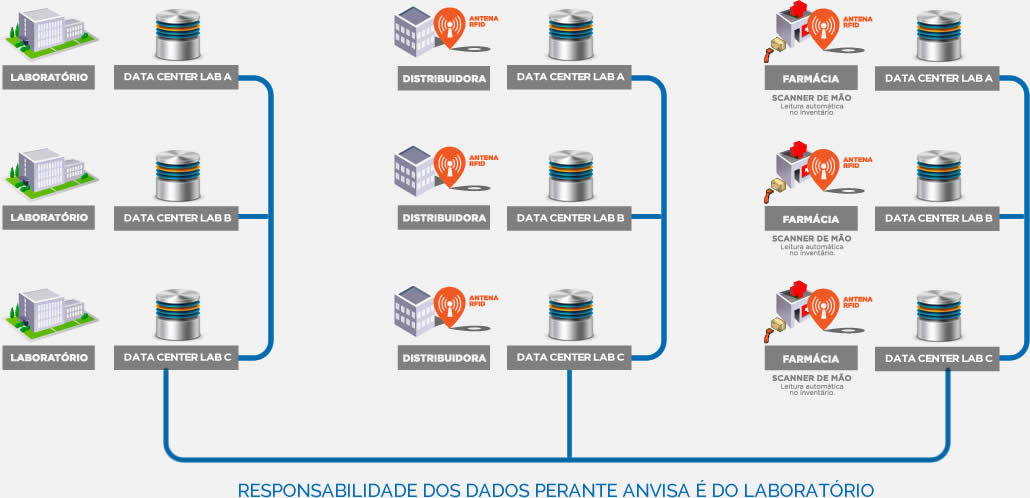 ANTENA
RFID
ANTENA
RFID
LABORATÓRIO
DATA CENTER LAB A
DISTRIBUIDORA
DATA CENTER LAB A
FARMÁCIA
DATA CENTER LAB A
SCANNER DE MÃO
Leitura automática
no inventário.
ANTENA
RFID
ANTENA
RFID
LABORATÓRIO
DATA CENTER LAB B
DISTRIBUIDORA
DATA CENTER LAB B
FARMÁCIA
DATA CENTER LAB B
SCANNER DE MÃO
Leitura automática
no inventário.
ANTENA
RFID
ANTENA
RFID
LABORATÓRIO
DATA CENTER LAB C
DISTRIBUIDORA
DATA CENTER LAB C
FARMÁCIA
DATA CENTER LAB C
SCANNER DE MÃO
Leitura automática
no inventário.
RESPONSABILIDADE DOS DADOS PERANTE ANVISA É DO LABORATÓRIO